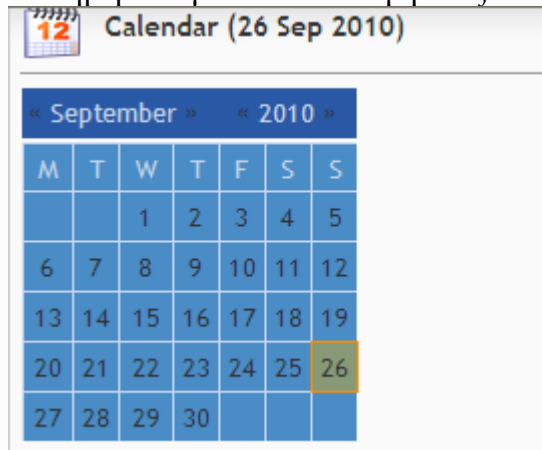 12 Calendar (26 Sep 2010)
« September » « 2010 »
M T W T F S S
1 2 3 4 5
6 7 8 9 10 11 12
13 14 15 16 17 18 19
20 21 22 23 24 25 26
27 28 29 30